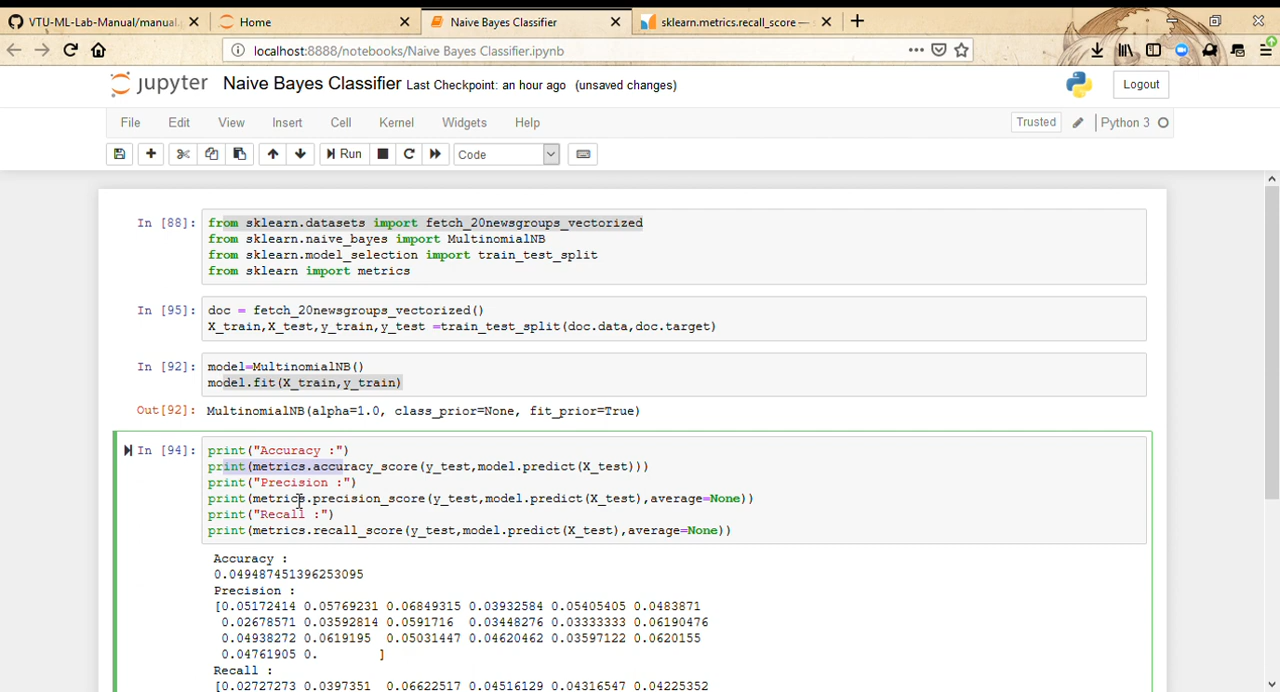 VTU-ML-Lab-Manual/manual.
Home
Naive Bayes Classifier
sklearn.metrics.recall_score —
localhost:8888/notebooks/Naive Bayes Classifier.ipynb
jupyter Naive Bayes Classifier Last Checkpoint: an hour ago (unsaved changes)
Logout
File Edit View Insert Cell Kernel Widgets Help
Trusted
Python 3
Run
Code
In [88]: from sklearn.datasets import fetch_20newsgroups_vectorized
from sklearn.naive_bayes import MultinomialNB
from sklearn.model_selection import train_test_split
from sklearn import metrics
In [95]: doc = fetch_20newsgroups_vectorized()
X_train,X_test,y_train,y_test =train_test_split(doc.data,doc.target)
In [92]: model=MultinomialNB()
model.fit(X_train,y_train)
Out[92]: MultinomialNB(alpha=1.0, class_prior=None, fit_prior=True)
In [94]: print("Accuracy :")
print(metrics.accuracy_score(y_test,model.predict(X_test)))
print("Precision :")
print(metrics.precision_score(y_test,model.predict(X_test),average=None))
print("Recall :")
print(metrics.recall_score(y_test,model.predict(X_test),average=None))
Accuracy :
0.049487451396253095
Precision :
[0.05172414 0.05769231 0.06849315 0.03932584 0.05405405 0.0483871
0.02678571 0.03592814 0.0591716 0.03448276 0.03333333 0.06190476
0.04938272 0.0619195 0.05031447 0.04620462 0.03597122 0.0620155
0.04761905 0. ]
Recall :
[0.02727273 0.0397351 0.06622517 0.04516129 0.04316547 0.04225352